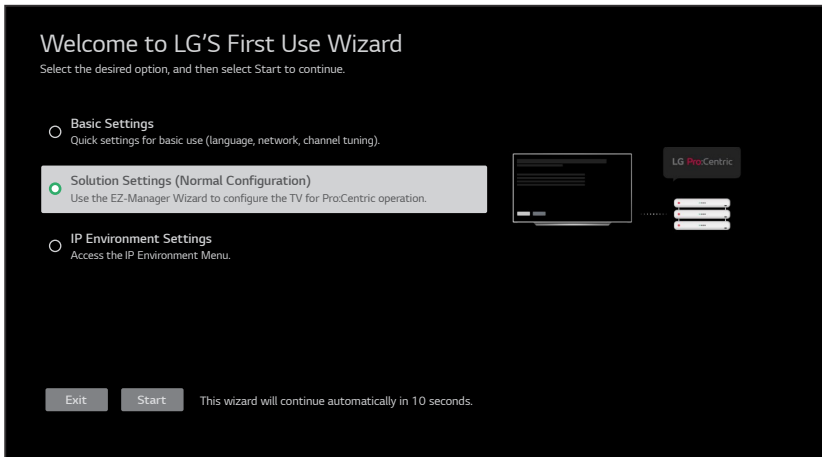 Welcome to LG'S First Use Wizard
Select the desired option, and then select Start to continue.
Basic Settings
Quick settings for basic use (language, network, channel tuning).
Solution Settings (Normal Configuration)
Use the EZ-Manager Wizard to configure the TV for Pro:Centric operation.
LG Pro:Centric
IP Environment Settings
Access the IP Environment Menu.
Exit
Start
This wizard will continue automatically in 10 seconds.